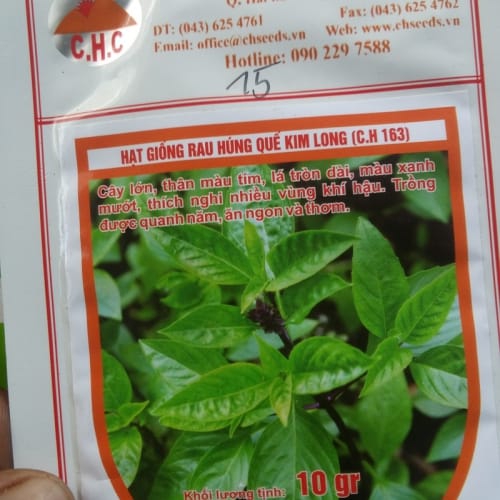 C.H.C
ĐT: (043) 625 4761
Fax: (043) 625 4762
Email: office@chseeds.vn
Web: www.chseeds.vn
Hotline: 090 229 7588
15
HẠT GIỐNG RAU HÚNG QUẾ KIM LONG (C.H 163)
Cây lớn, thân màu tím, lá tròn dài, màu xanh
mướt, thích nghi nhiều vùng khí hậu. Trồng
được quanh năm, ăn ngon và thơm.
Khối lượng tịnh: 10 gr